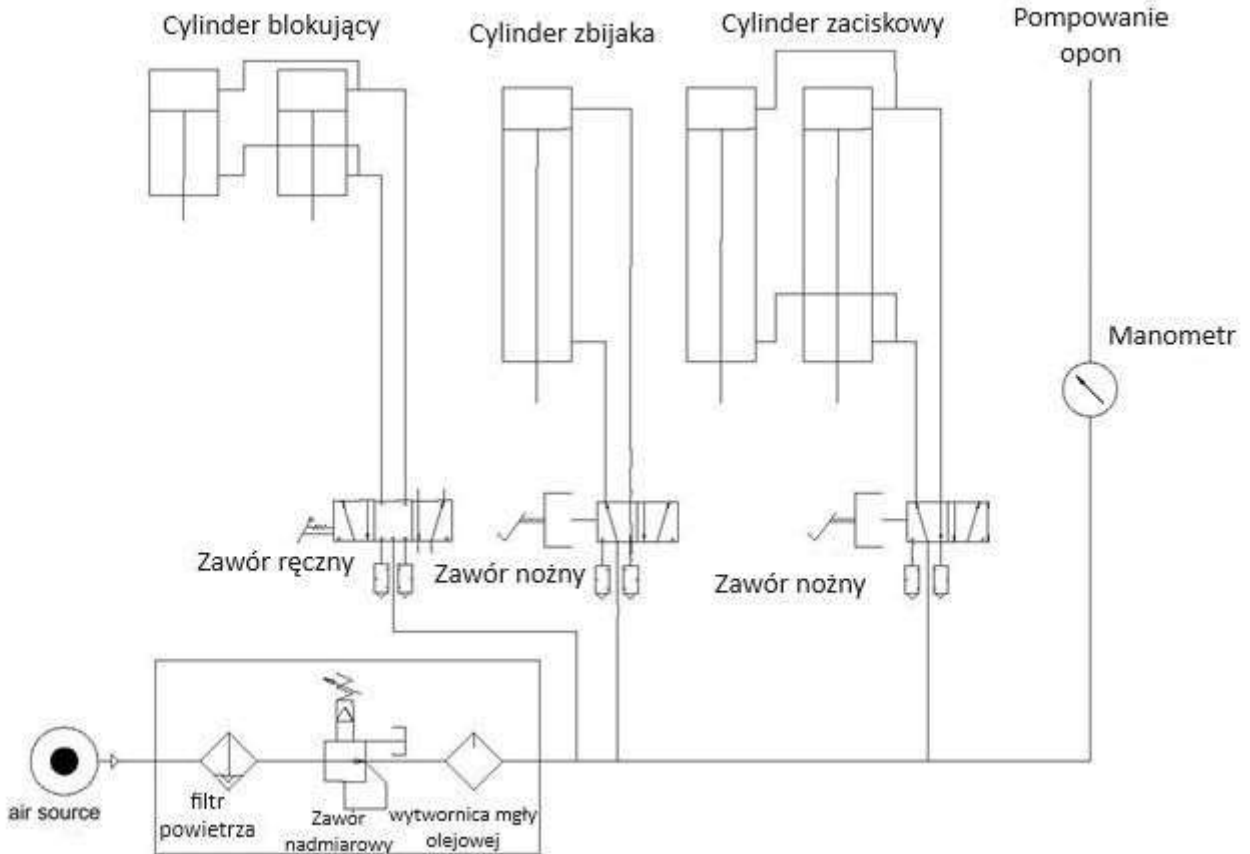 Cylinder blokujący
Cylinder zbijaka
Cylinder zaciskowy
Pompowanie
opon
Manometr
Zawór ręczny
Zawór nożny
Zawór nożny
air source
filtr
powietrza
Zawór
nadmiarowy
wytwornica mgły
olejowej